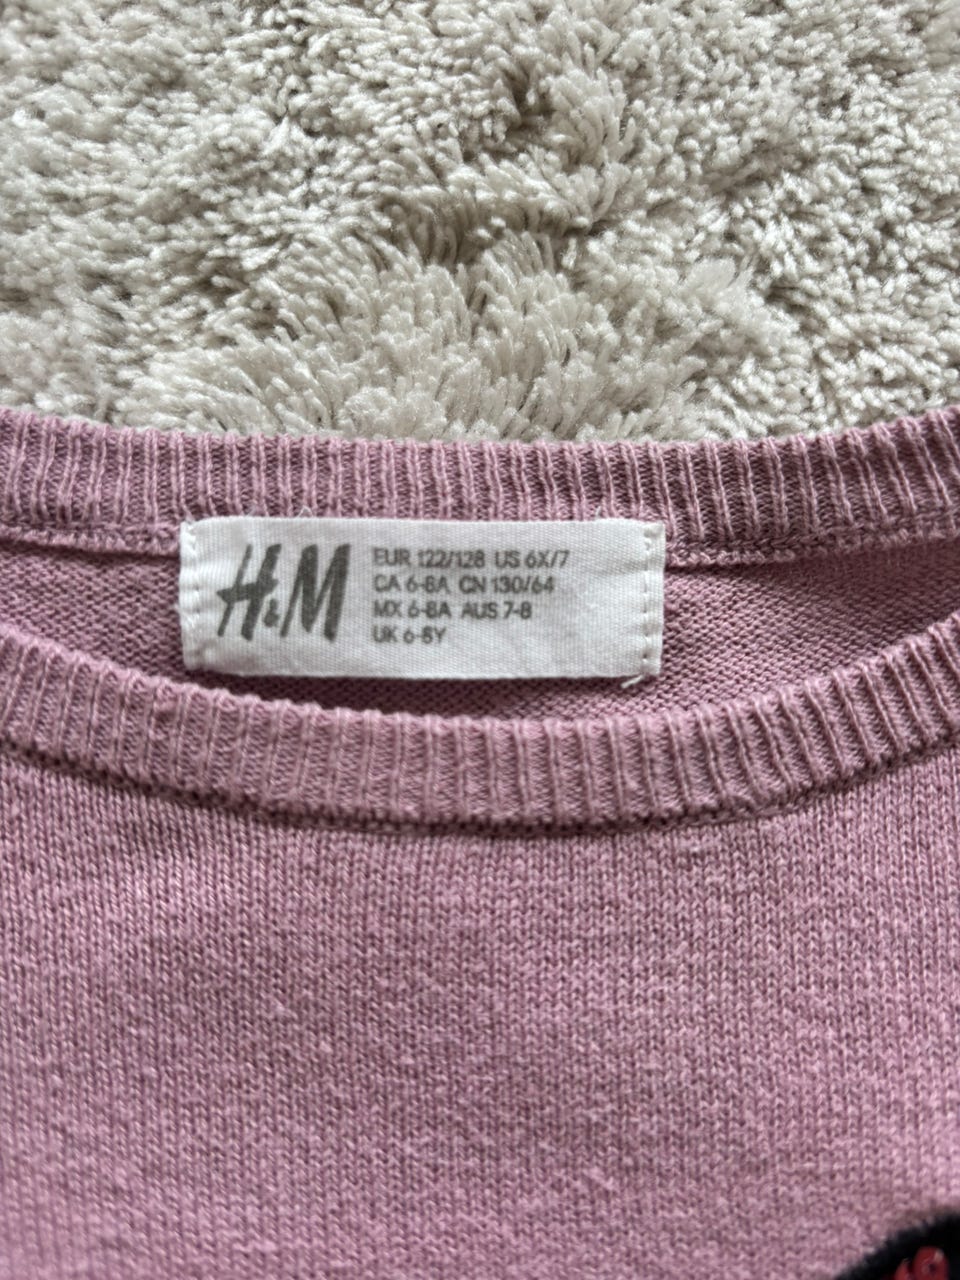 H&M
EUR 122/128 US 6X/7
CA 6-8A CN 130/64
MX 6-8A AUS 7-8
UK 6-8Y